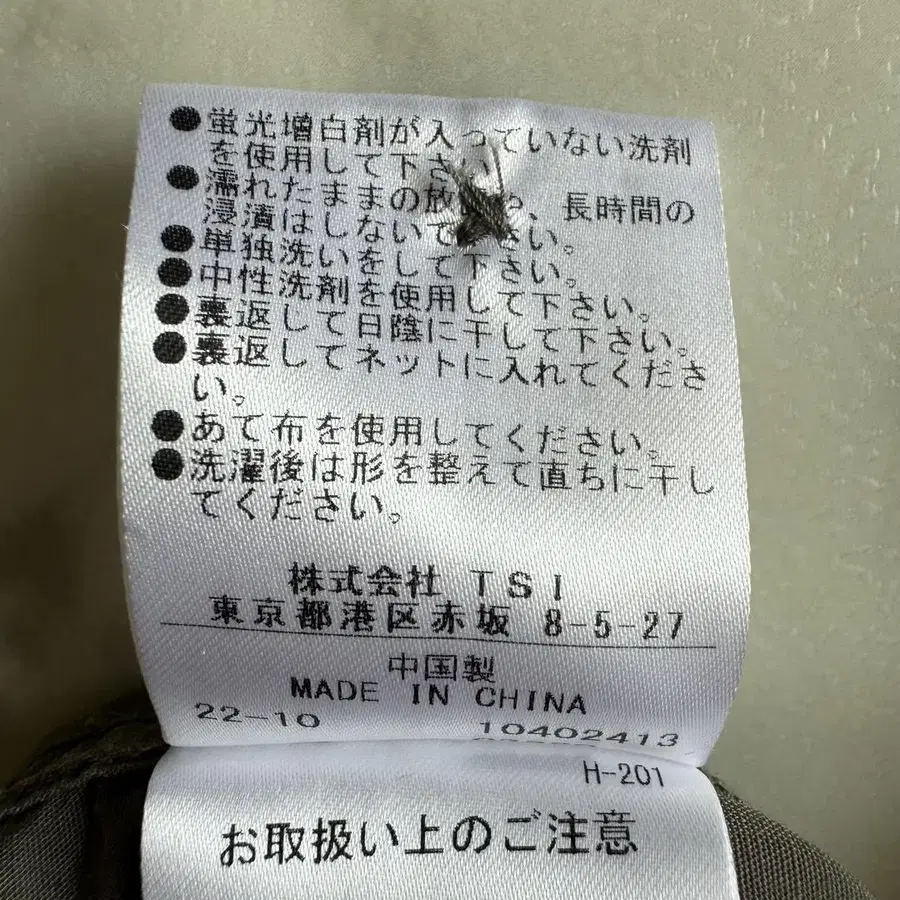 ●蛍光増白剤が入っていない洗剤
を使用して下さい。
●濡れたままの放 、長時間の
浸漬はしないで さい。
●単独洗いをして下さい。
●中性洗剤を使用して下さい。
●裏返して日陰に干して下さい。
●裏返してネットに入れてくださ
い。
●あて布を使用してください。
●洗濯後は形を整えて直ちに干し
てください。
株式会社 TSI
東京都港区赤坂 8-5-27
中国製
MADE IN CHINA
22-10 10402413
H-201
お取扱い上のご注意